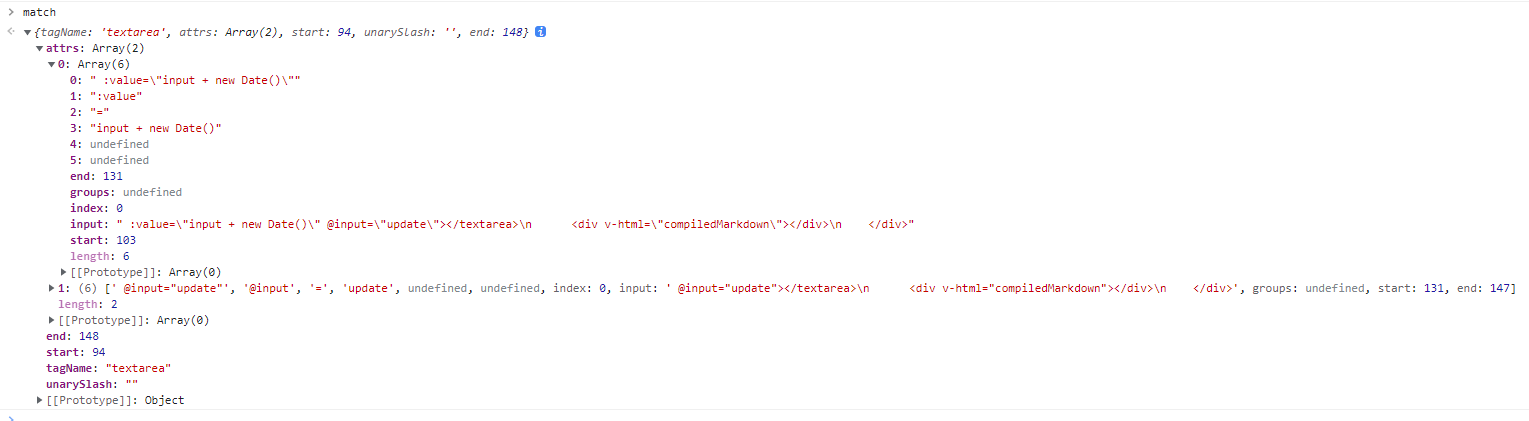 match
{tagName: 'textarea', attrs: Array(2), start: 94, unarySlash: '', end: 148}
attrs: Array(2)
0: Array(6)
0: " :value=\"input + new Date()\""
1: ":value"
2: "="
3: "input + new Date()"
4: undefined
5: undefined
end: 131
groups: undefined
index: 0
input: " :value=\"input + new Date()\" @input=\"update\"></textarea>\n      <div v-html=\"compiledMarkdown\"></div>\n    </div>"
start: 103
length: 6
[[Prototype]]: Array(0)
1: (6) [' @input="update"', '@input', '=', 'update', undefined, undefined, index: 0, input: ' @input="update"></textarea>\n      <div v-html="compiledMarkdown"></div>\n    </div>', groups: undefined, start: 131, end: 147]
length: 2
[[Prototype]]: Array(0)
end: 148
start: 94
tagName: "textarea"
unarySlash: ""
[[Prototype]]: Object